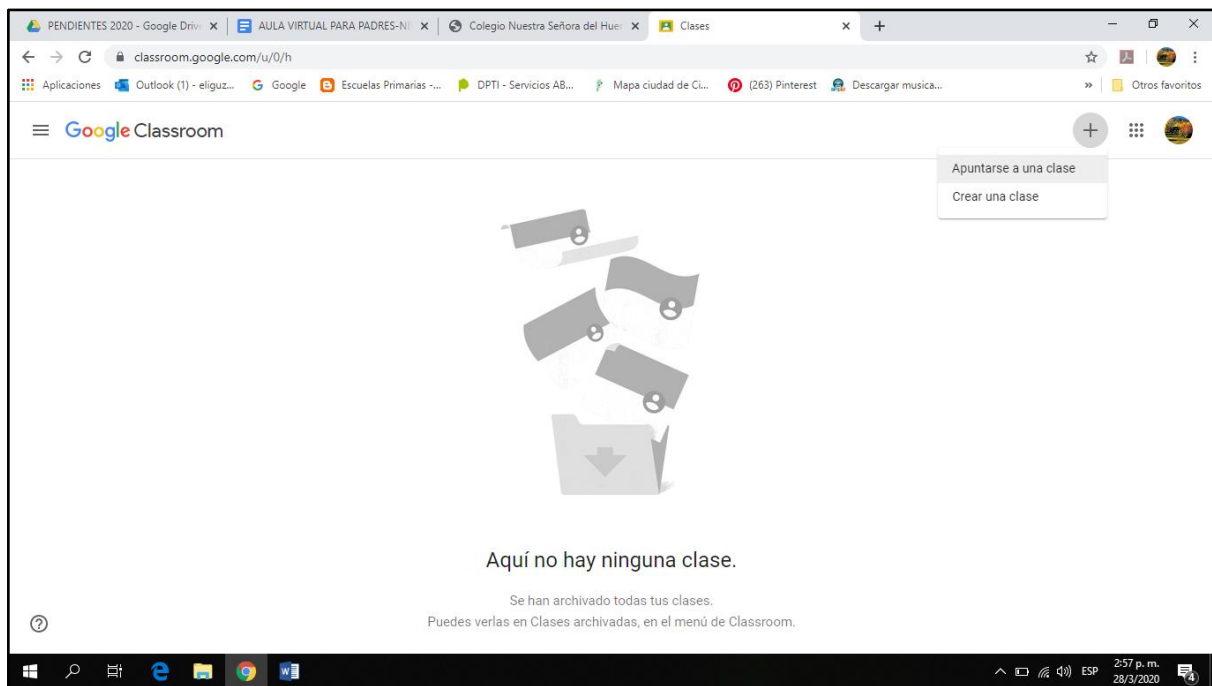 PENDIENTES 2020 - Google Driv
AULA VIRTUAL PARA PADRES-NI
Colegio Nuestra Señora del Huer
Clases
classroom.google.com/u/0/h
Aplicaciones
Outlook (1) - eliguz...
Google
Escuelas Primarias -...
DPTI - Servicios AB...
Mapa ciudad de Ci...
(263) Pinterest
Descargar musica...
»
Otros favoritos
Google Classroom
Apuntarse a una clase
Crear una clase
Aquí no hay ninguna clase.
Se han archivado todas tus clases.
Puedes verlas en Clases archivadas, en el menú de Classroom.
ESP
2:57 p. m.
28/3/2020
4